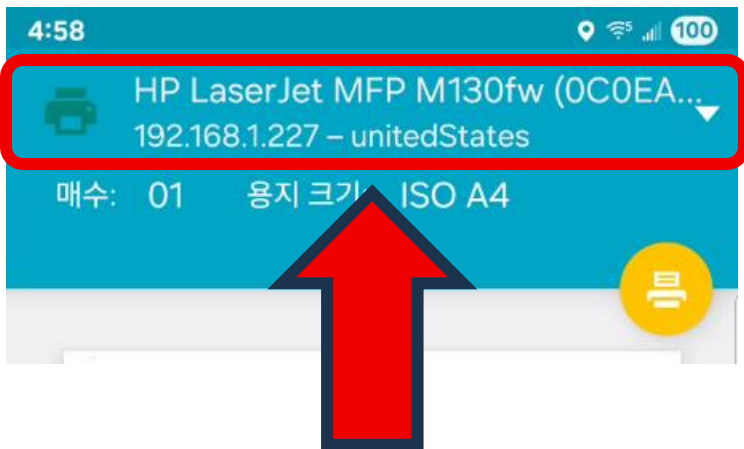 4:58 5 100
HP LaserJet MFP M130fw (0C0EA...
192.168.1.227 – unitedStates
매수: 01 용지 크기: ISO A4